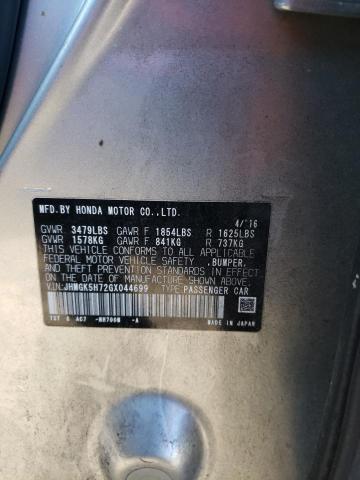 MFD.BY HONDA MOTOR CO.,LTD.
4/'16
GVWR 3479LBS GAWR F 1854LBS R 1625LBS
GVWR 1578KG GAWR F 841KG R 737KG
THIS VEHICLE CONFORMS TO ALL APPLICABLE
FEDERAL MOTOR VEHICLE SAFETY ,BUMPER,
AND THEFT PREVENTION STANDARDS IN EFFECT
ON THE DATE OF MANUFACTURE SHOWN ABOVE.
VIN:JHMGK5H72GX044699 TYPE:PASSENGER CAR
AC7 -A MADE IN JAPAN